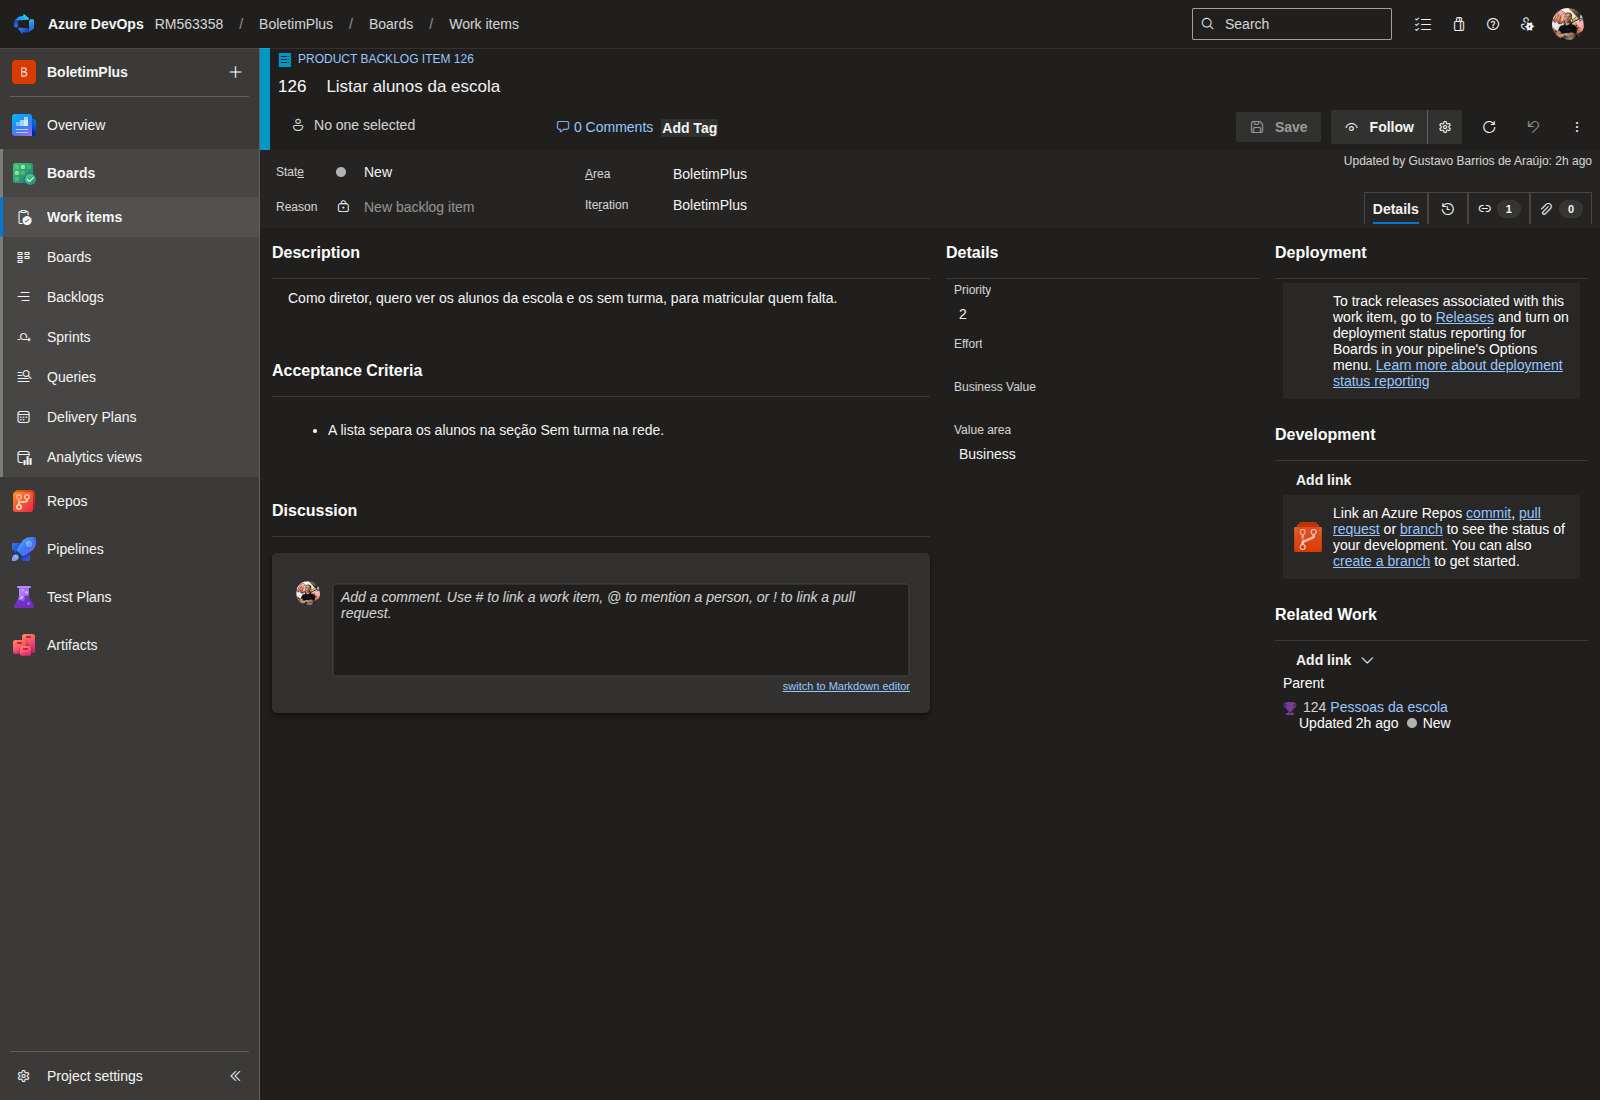 Azure DevOps RM563358 / BoletimPlus / Boards / Work items
Search
B BoletimPlus
Overview
Boards
Work items
Boards
Backlogs
Sprints
Queries
Delivery Plans
Analytics views
Repos
Pipelines
Test Plans
Artifacts
Project settings
PRODUCT BACKLOG ITEM 126
126 Listar alunos da escola
No one selected
0 Comments Add Tag
Save
Follow
State New
Reason New backlog item
Area BoletimPlus
Iteration BoletimPlus
Updated by Gustavo Barrios de Araújo: 2h ago
Details 1 0
Description
Como diretor, quero ver os alunos da escola e os sem turma, para matricular quem falta.
Acceptance Criteria
• A lista separa os alunos na seção Sem turma na rede.
Discussion
Add a comment. Use # to link a work item, @ to mention a person, or ! to link a pull
request.
switch to Markdown editor
Details
Priority
2
Effort
Business Value
Value area
Business
Deployment
To track releases associated with this
work item, go to Releases and turn on
deployment status reporting for
Boards in your pipeline's Options
menu. Learn more about deployment
status reporting
Development
Add link
Link an Azure Repos commit, pull
request or branch to see the status of
your development. You can also
create a branch to get started.
Related Work
Add link
Parent
124 Pessoas da escola
Updated 2h ago New